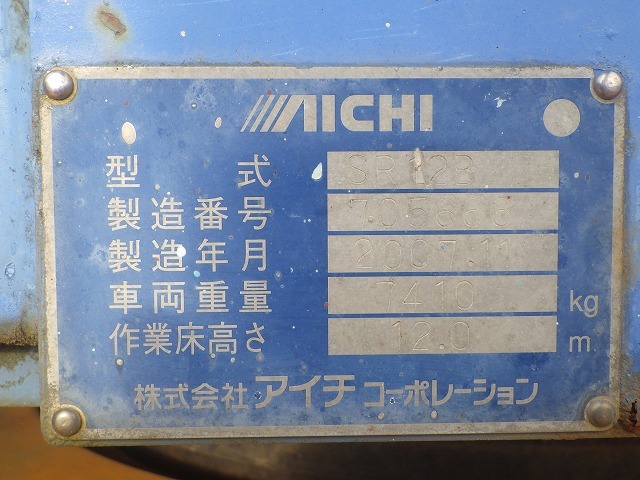 AICHI
型式 SR12B
製造番号 705668
製造年月 2007.11
車両重量 7410 kg
作業床高さ 12.0 m
株式会社 アイチ コーポレーション